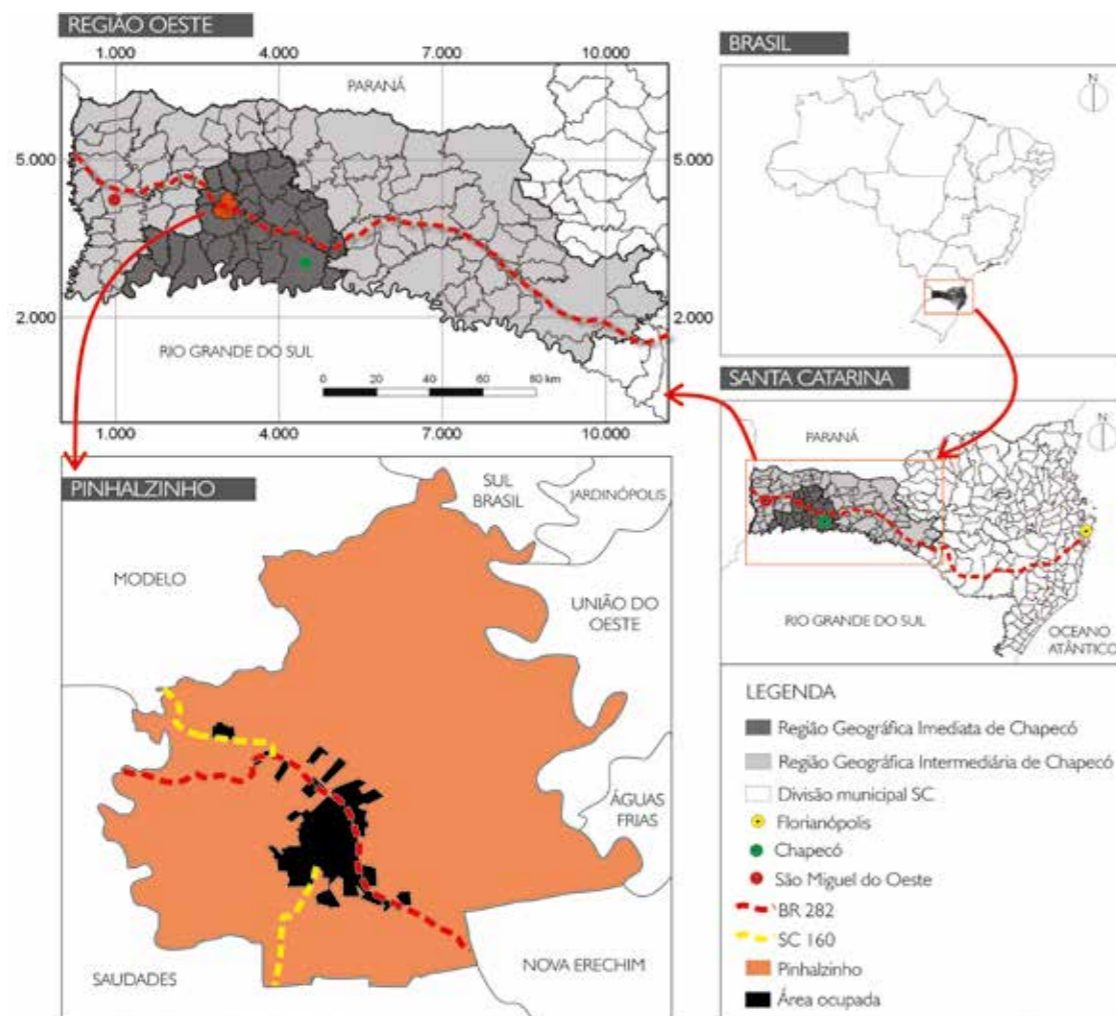 REGIÃO OESTE
1.000 4.000 7.000 10.000
PARANÁ
5.000 5.000
2.000 2.000
RIO GRANDE DO SUL
0 20 40 60 80 km
1.000 4.000 7.000 10.000
BRASIL
N
SANTA CATARINA
N
PARANÁ
RIO GRANDE DO SUL
OCEANO
ATÂNTICO
PINHALZINHO
SUL
BRASIL
JARDINÓPOLIS
MODELO
UNIÃO DO
OESTE
ÁGUAS
FRIAS
SAUDADES
NOVA ERECHIM
LEGENDA
Região Geográfica Imediata de Chapecó
Região Geográfica Intermediária de Chapecó
Divisão municipal SC
Florianópolis
Chapecó
São Miguel do Oeste
BR 282
SC 160
Pinhalzinho
Área ocupada